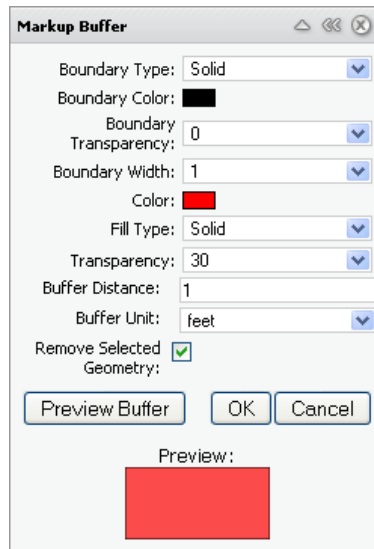 Markup Buffer
Boundary Type: Solid
Boundary Color:
Boundary
Transparency: 0
Boundary Width: 1
Color:
Fill Type: Solid
Transparency: 30
Buffer Distance: 1
Buffer Unit: feet
Remove Selected
Geometry:
Preview Buffer OK Cancel
Preview: